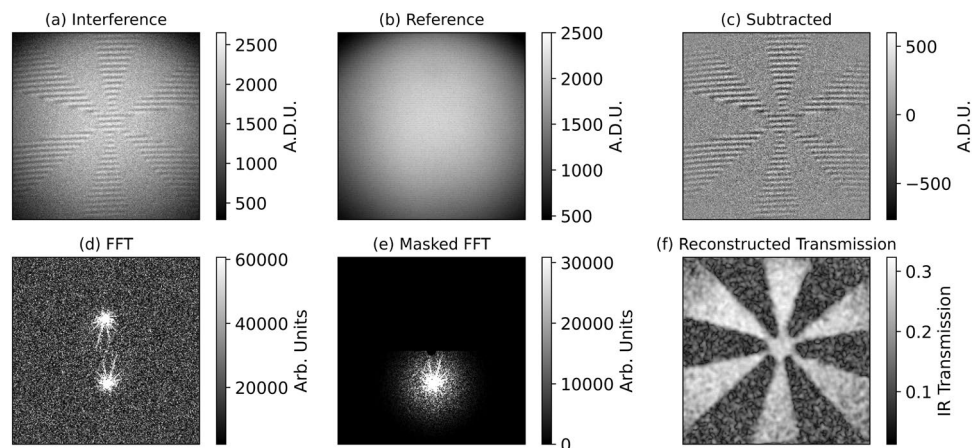 (a) Interference
2500
2000
1500
1000
500
A.D.U.
(b) Reference
2500
2000
1500
1000
500
A.D.U.
(c) Subtracted
500
0
−500
A.D.U.
(d) FFT
60000
40000
20000
Arb. Units
(e) Masked FFT
30000
20000
10000
0
Arb. Units
(f) Reconstructed Transmission
0.3
0.2
0.1
IR Transmission